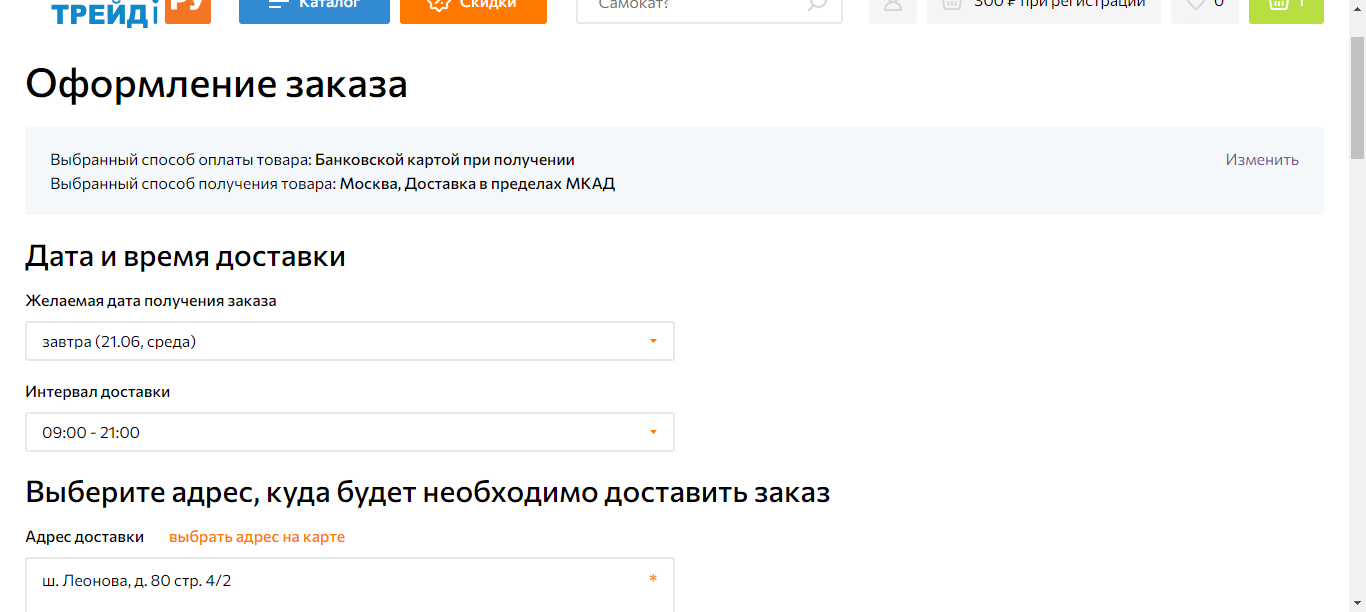 ТРЕЙД РУ
Каталог
Скидки
Самокат?
300 ₽ при регистрации
0
1
Оформление заказа
Выбранный способ оплаты товара: Банковской картой при получении
Изменить
Выбранный способ получения товара: Москва, Доставка в пределах МКАД
Дата и время доставки
Желаемая дата получения заказа
завтра (21.06, среда)
Интервал доставки
09:00 - 21:00
Выберите адрес, куда будет необходимо доставить заказ
Адрес доставки выбрать адрес на карте
ш. Леонова, д. 80 стр. 4/2 *